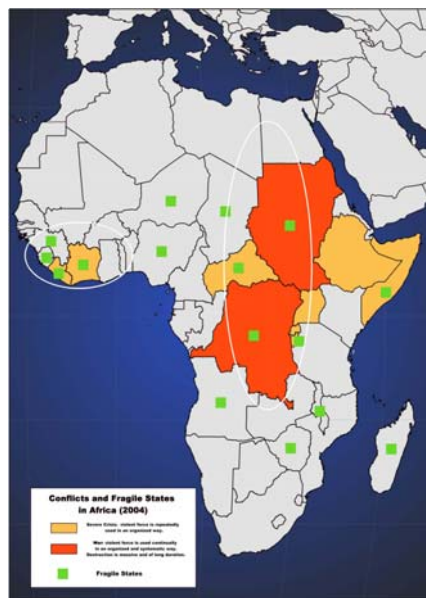 Conflicts and Fragile States
in Africa (2004)
Severe Crisis: violent force is repeatedly
used in an organized way.
War: violent force is used continually
in an organized and systematic way.
Destruction is massive and of long duration.
Fragile States